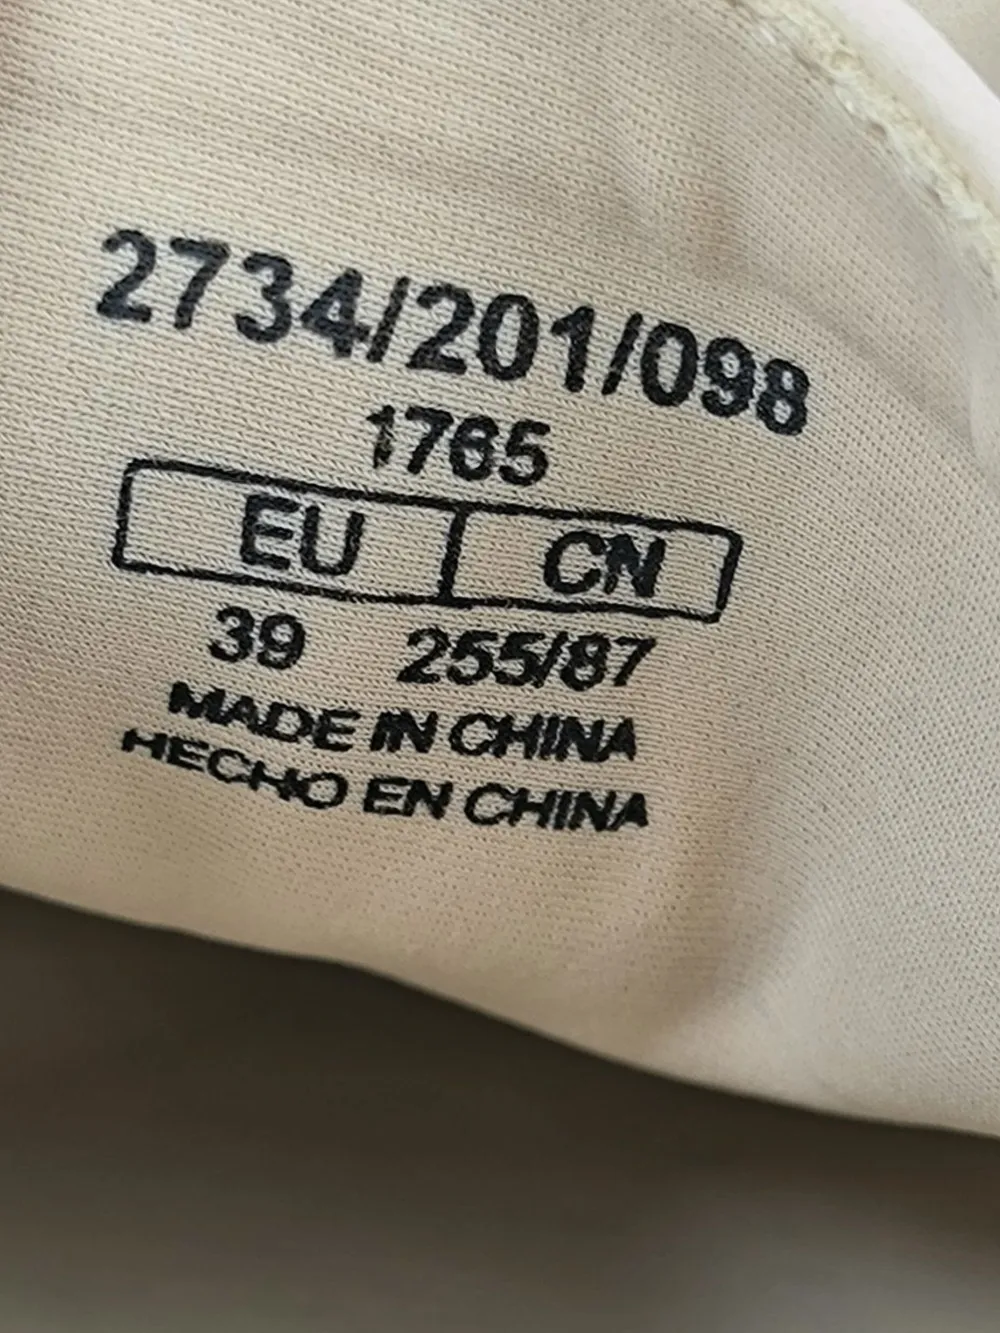 2734/201/098
1765
EU CN
39 255/87
MADE IN CHINA
HECHO EN CHINA